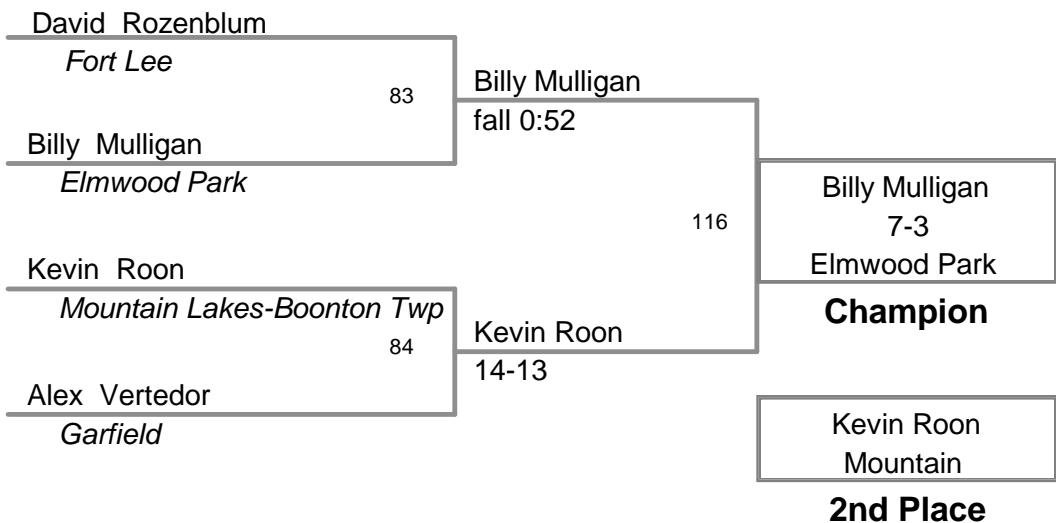 David Rozenblum
Fort Lee
83
Billy Mulligan
fall 0:52
Billy Mulligan
Elmwood Park
116
Billy Mulligan
7-3
Elmwood Park
Champion
Kevin Roon
Mountain Lakes-Boonton Twp
84
Kevin Roon
14-13
Alex Vertedor
Garfield
Kevin Roon
Mountain
2nd Place